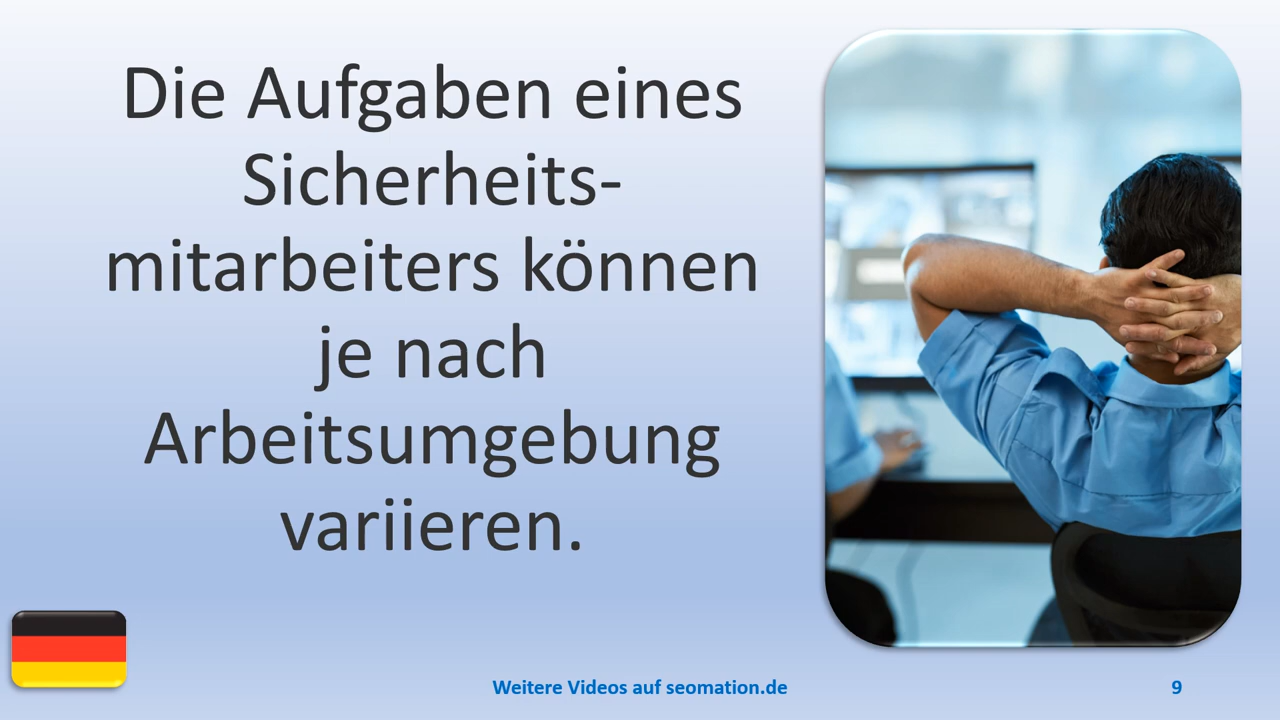 Die Aufgaben eines
Sicherheits-
mitarbeiters können
je nach
Arbeitsumgebung
variieren.
Weitere Videos auf seomation.de
9